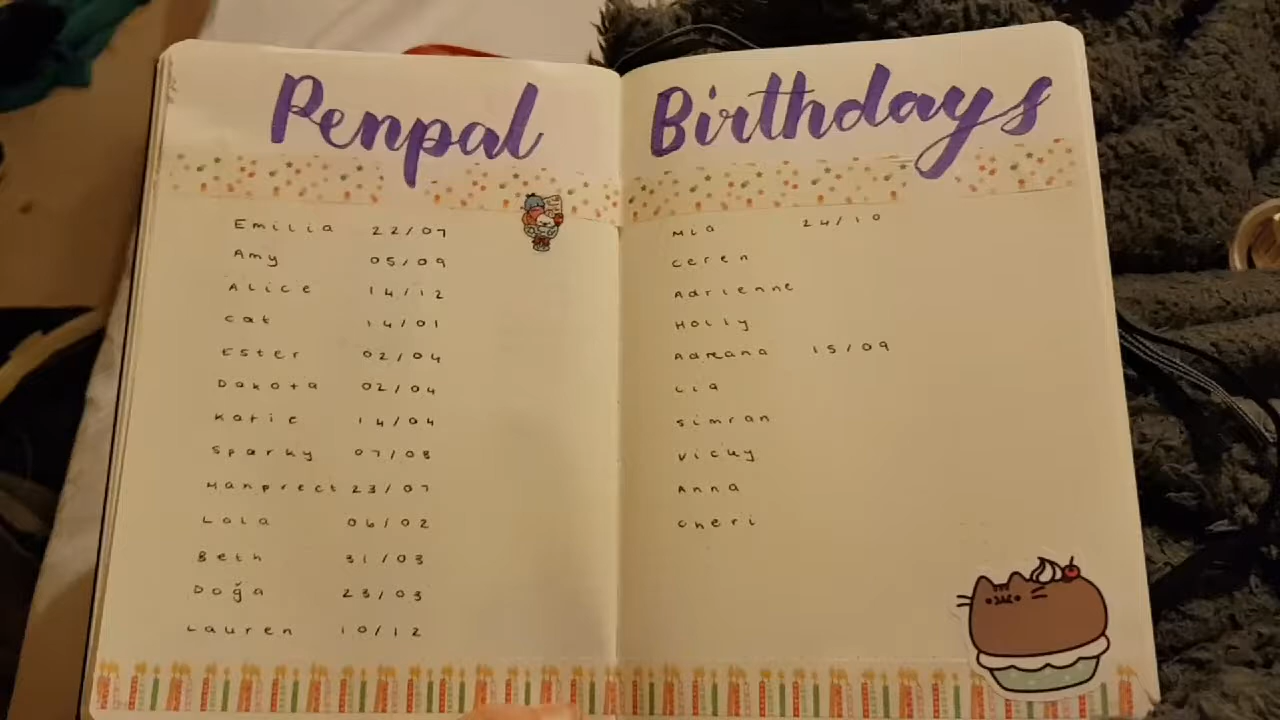 Penpal Birthdays
Emilia 22/07
Amy 05/09
Alice 14/12
Cat 14/01
Ester 02/04
Dakota 02/04
Katie 14/04
Sparky 07/08
Manpreet 23/07
Lola 06/02
Beth 31/03
Doğa 23/03
Lauren 10/12
Mia 24/10
Ceren
Adrienne
Holly
Adreana 15/09
Lia
Simran
Vicky
Anna
Cheri